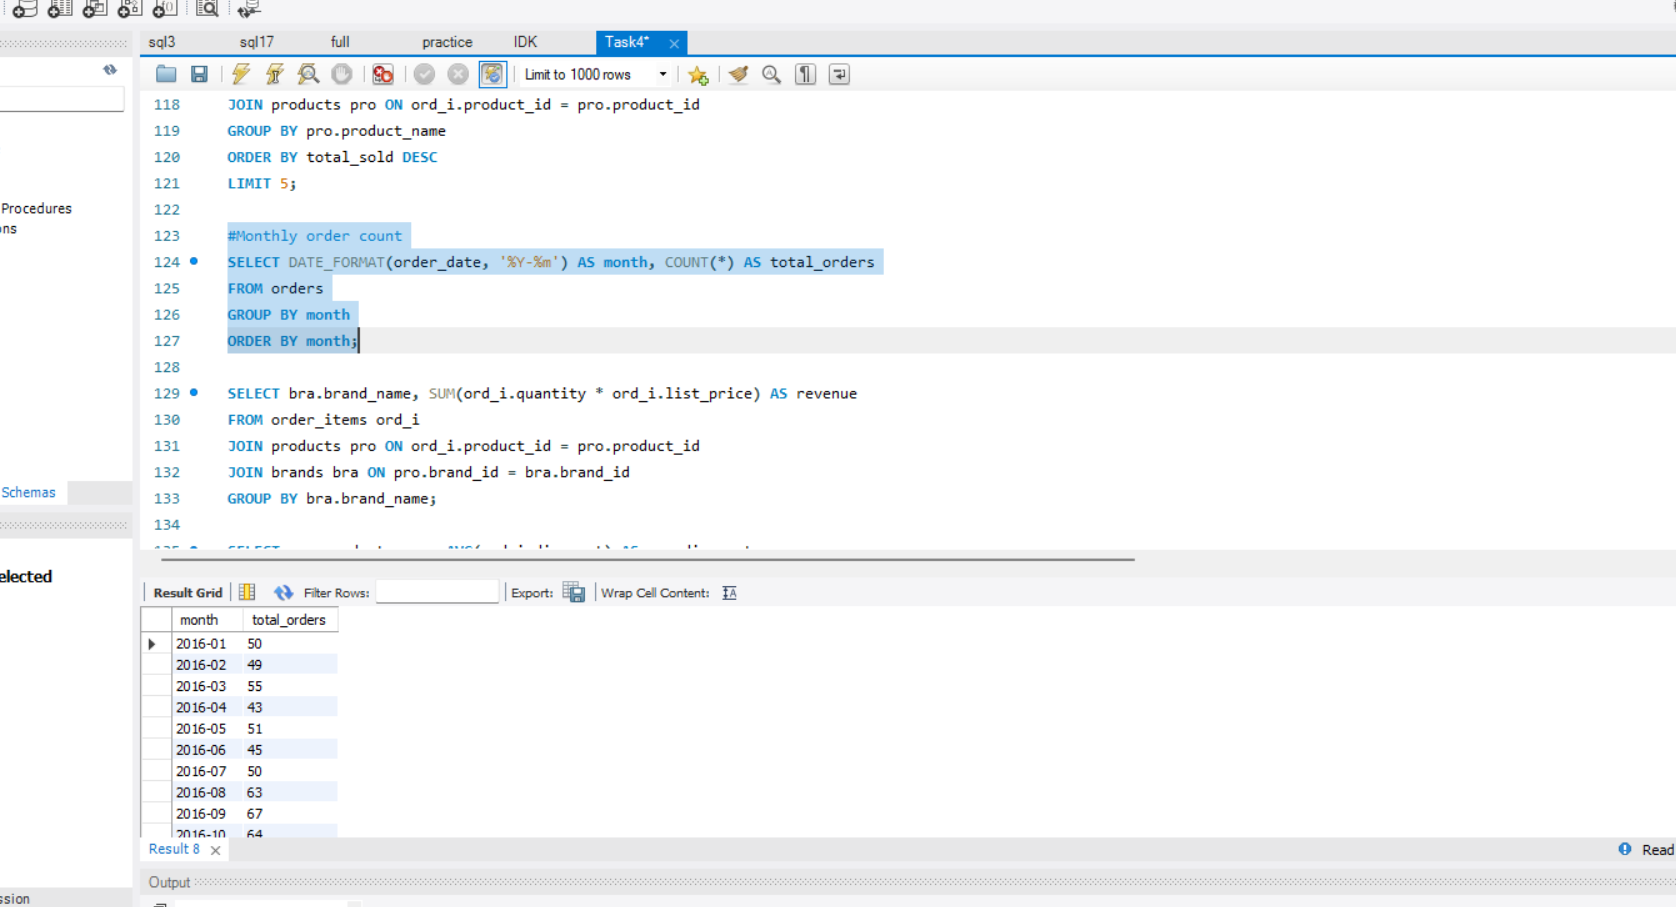 sql3 sql17 full practice IDK Task4*
Limit to 1000 rows
Procedures
Schemas
118 JOIN products pro ON ord_i.product_id = pro.product_id
119 GROUP BY pro.product_name
120 ORDER BY total_sold DESC
121 LIMIT 5;
122
123 #Monthly order count
124 SELECT DATE_FORMAT(order_date, '%Y-%m') AS month, COUNT(*) AS total_orders
125 FROM orders
126 GROUP BY month
127 ORDER BY month;
128
129 SELECT bra.brand_name, SUM(ord_i.quantity * ord_i.list_price) AS revenue
130 FROM order_items ord_i
131 JOIN products pro ON ord_i.product_id = pro.product_id
132 JOIN brands bra ON pro.brand_id = bra.brand_id
133 GROUP BY bra.brand_name;
134
elected
Result Grid Filter Rows: Export: Wrap Cell Content:
month total_orders
2016-01 50
2016-02 49
2016-03 55
2016-04 43
2016-05 51
2016-06 45
2016-07 50
2016-08 63
2016-09 67
2016-10 64
Result 8
Read
Output
ssion